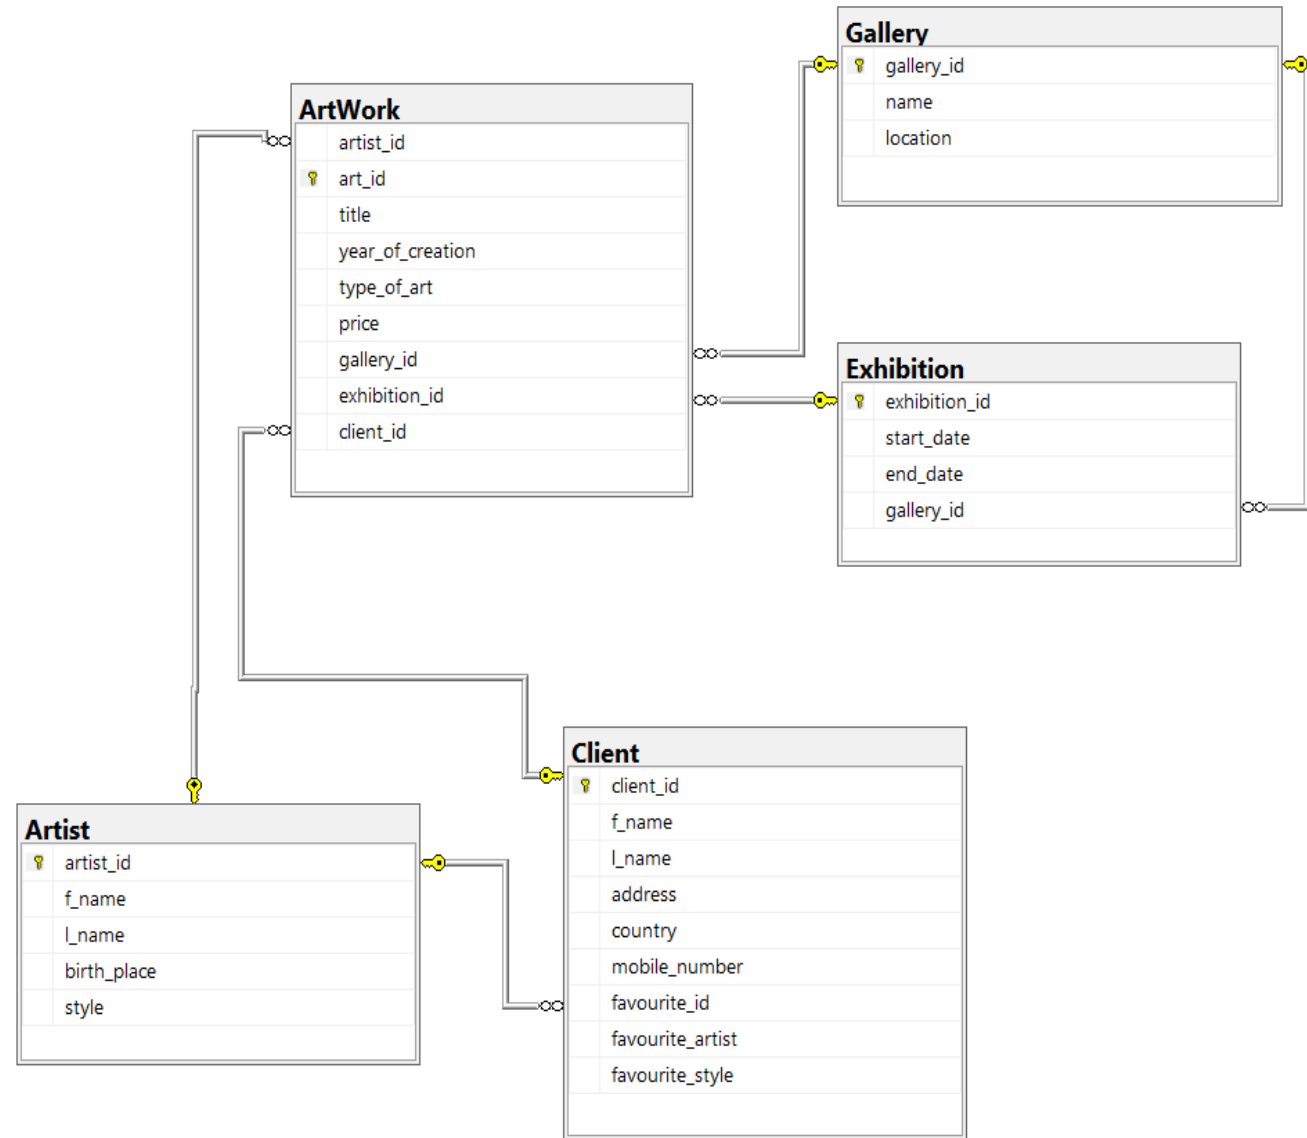 Gallery
gallery_id
name
location
ArtWork
artist_id
art_id
title
year_of_creation
type_of_art
price
gallery_id
exhibition_id
client_id
Exhibition
exhibition_id
start_date
end_date
gallery_id
Client
client_id
f_name
l_name
address
country
mobile_number
favourite_id
favourite_artist
favourite_style
Artist
artist_id
f_name
l_name
birth_place
style